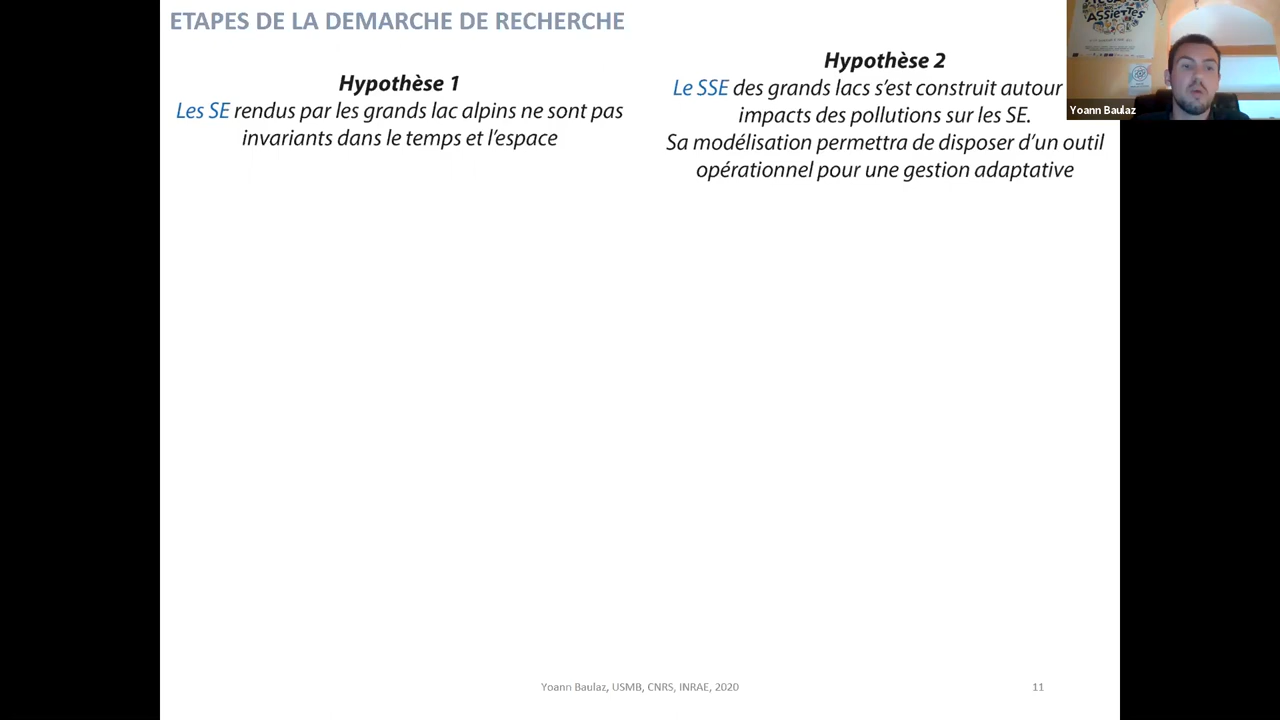 ETAPES DE LA DEMARCHE DE RECHERCHE
Hypothèse 1
Les SE rendus par les grands lac alpins ne sont pas
invariants dans le temps et l'espace
Hypothèse 2
Le SSE des grands lacs s'est construit autour
impacts des pollutions sur les SE.
Sa modélisation permettra de disposer d'un outil
opérationnel pour une gestion adaptative
ASSIETTES
Yoann Baulaz
Yoann Baulaz, USMB, CNRS, INRAE, 2020
11